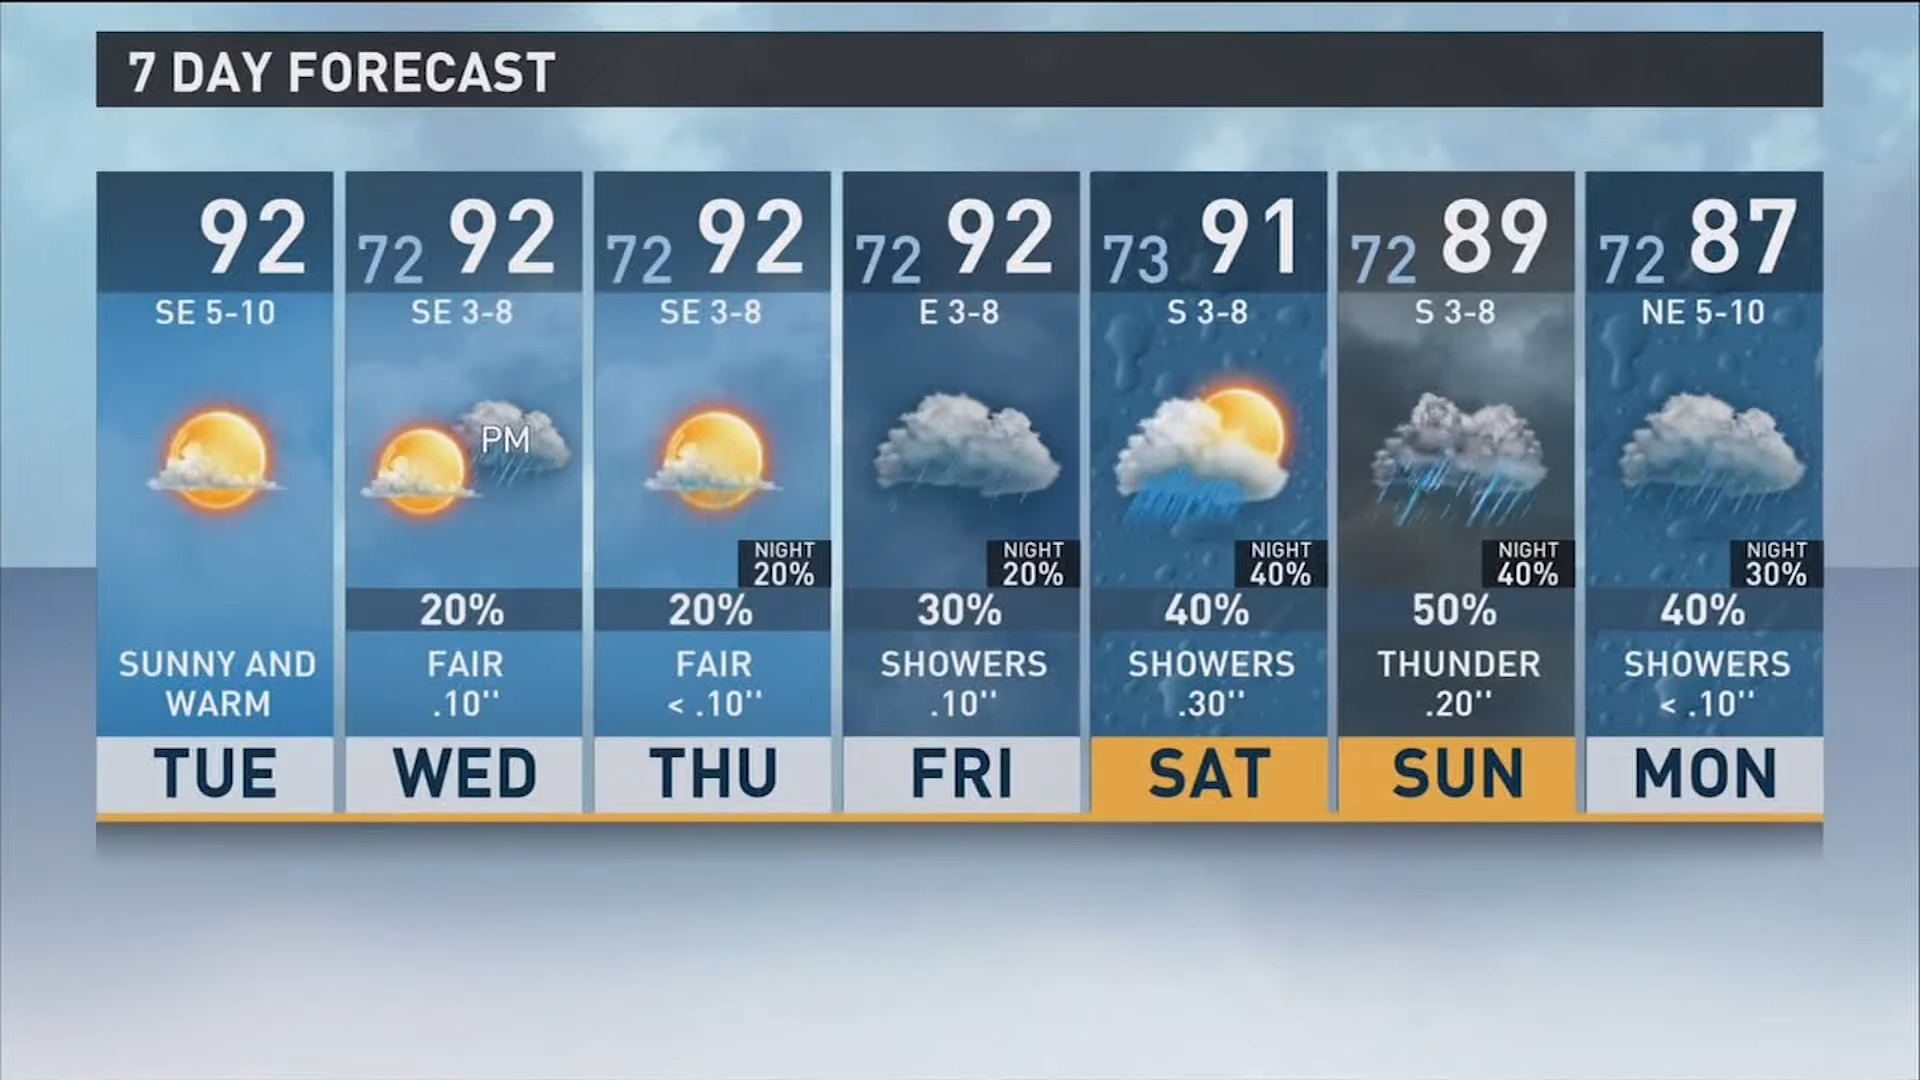 7 DAY FORECAST
92
SE 5-10
SUNNY AND
WARM
TUE
72 92
SE 3-8
PM
20%
FAIR
.10''
WED
72 92
SE 3-8
NIGHT
20%
20%
FAIR
< .10''
THU
72 92
E 3-8
NIGHT
20%
30%
SHOWERS
.10''
FRI
73 91
S 3-8
NIGHT
40%
40%
SHOWERS
.30''
SAT
72 89
S 3-8
NIGHT
40%
50%
THUNDER
.20''
SUN
72 87
NE 5-10
NIGHT
30%
40%
SHOWERS
< .10''
MON